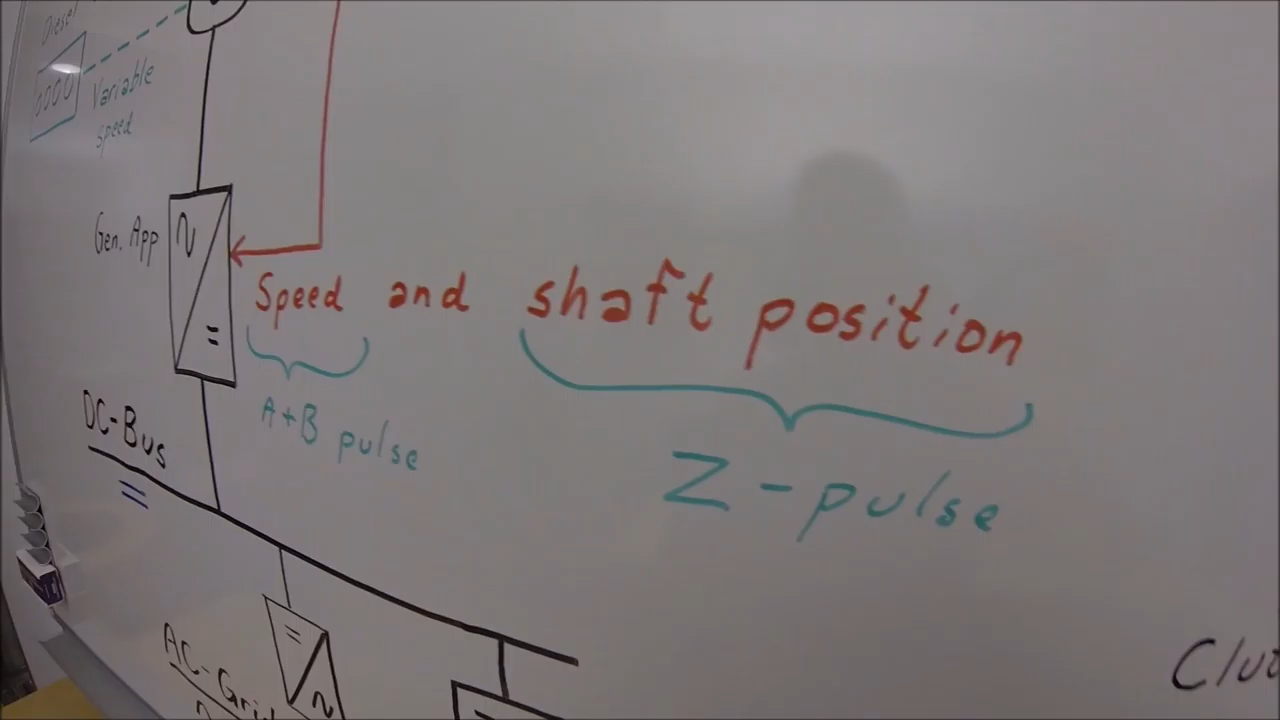 Diesel
Variable
speed
Gen. App
Speed and shaft position
A+B pulse
Z-pulse
DC-Bus
AC-Grid